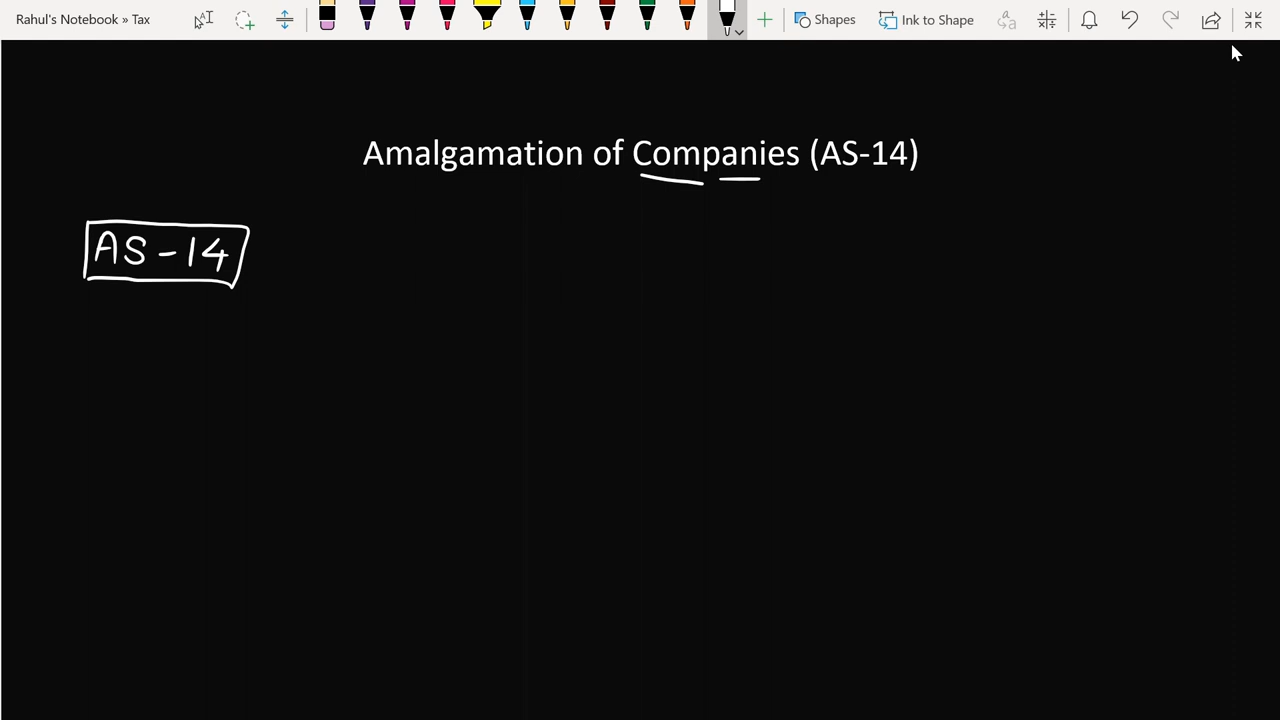 Rahul's Notebook » Tax
Shapes
Ink to Shape
Amalgamation of Companies (AS-14)
AS-14